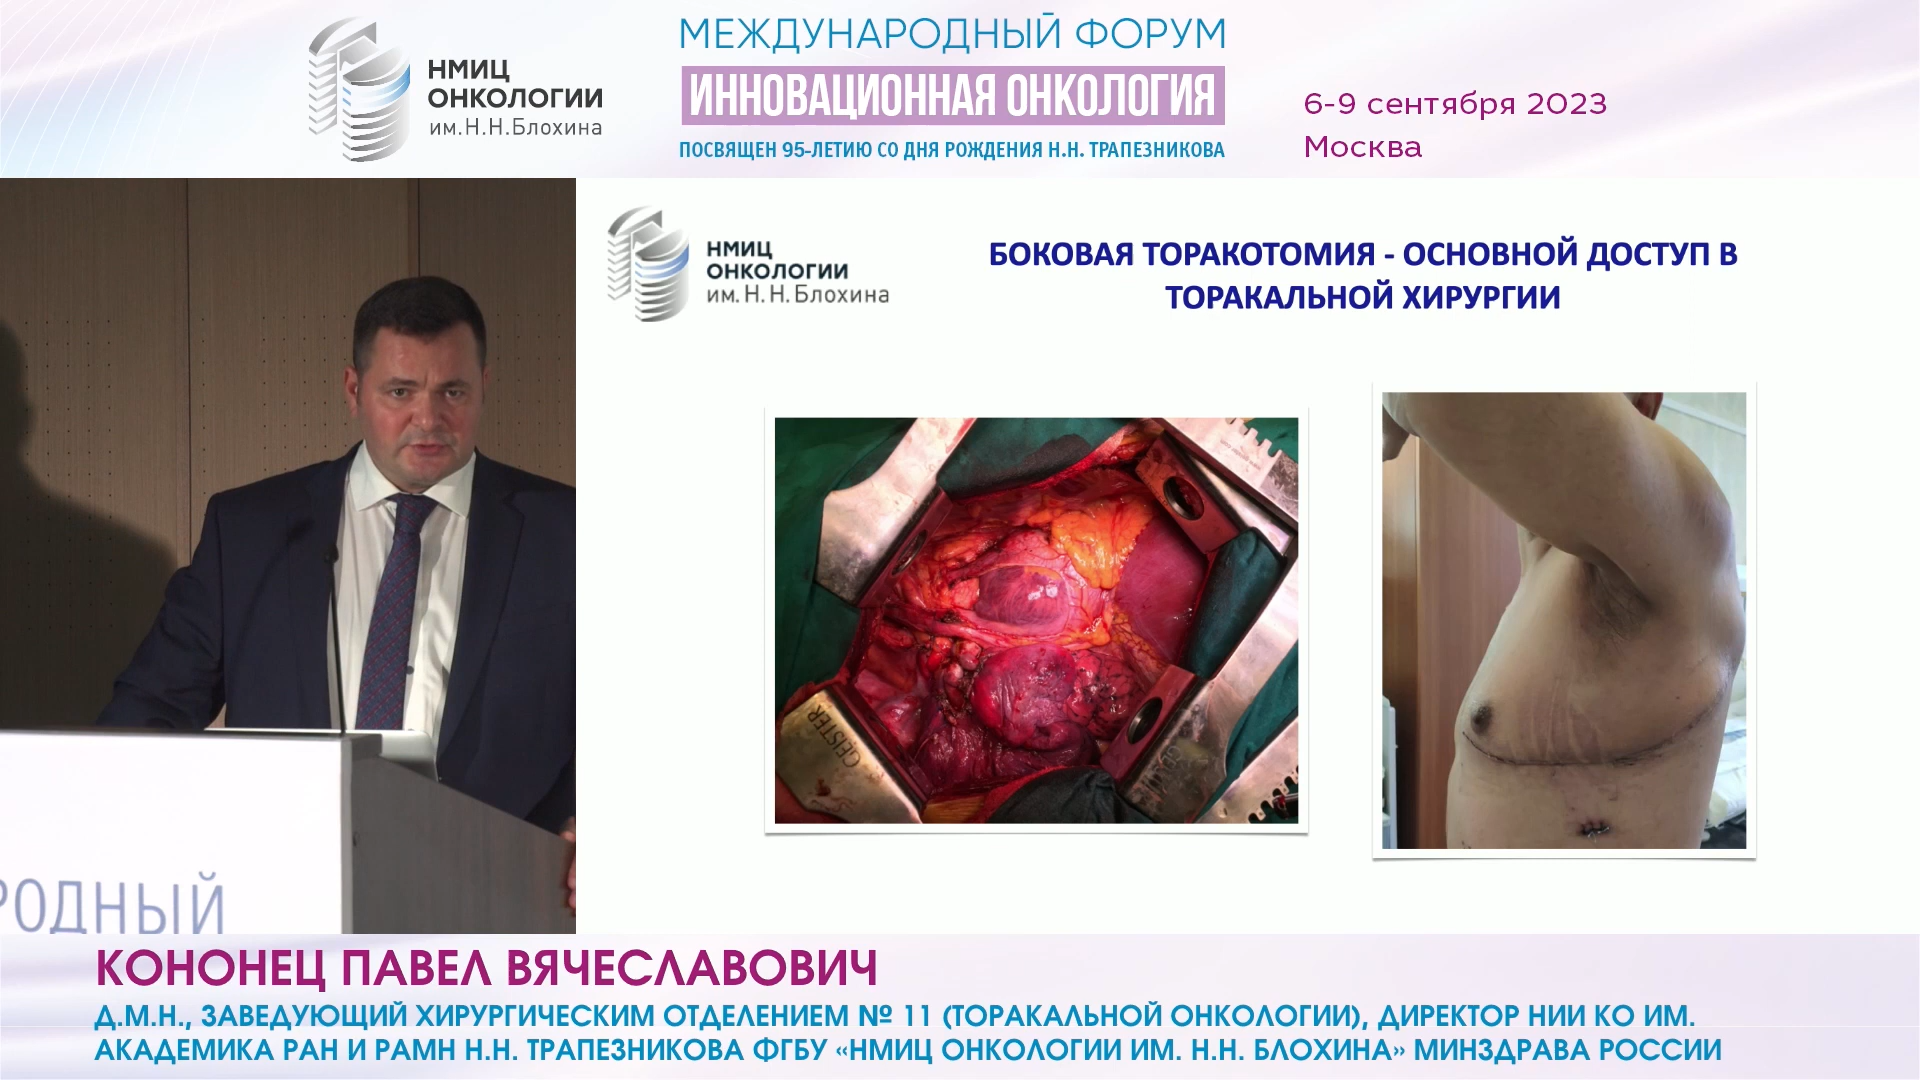 НМИЦ
ОНКОЛОГИИ
им.Н.Н.Блохина
МЕЖДУНАРОДНЫЙ ФОРУМ
ИННОВАЦИОННАЯ ОНКОЛОГИЯ
ПОСВЯЩЕН 95-ЛЕТИЮ СО ДНЯ РОЖДЕНИЯ Н.Н. ТРАПЕЗНИКОВА
6-9 сентября 2023
Москва
НМИЦ
ОНКОЛОГИИ
им. Н. Н. Блохина
БОКОВАЯ ТОРАКОТОМИЯ - ОСНОВНОЙ ДОСТУП В
ТОРАКАЛЬНОЙ ХИРУРГИИ
GEISTER
РОДНЫЙ
КОНОНЕЦ ПАВЕЛ ВЯЧЕСЛАВОВИЧ
Д.М.Н., ЗАВЕДУЮЩИЙ ХИРУРГИЧЕСКИМ ОТДЕЛЕНИЕМ № 11 (ТОРАКАЛЬНОЙ ОНКОЛОГИИ), ДИРЕКТОР НИИ КО ИМ.
АКАДЕМИКА РАН И РАМН Н.Н. ТРАПЕЗНИКОВА ФГБУ «НМИЦ ОНКОЛОГИИ ИМ. Н.Н. БЛОХИНА» МИНЗДРАВА РОССИИ